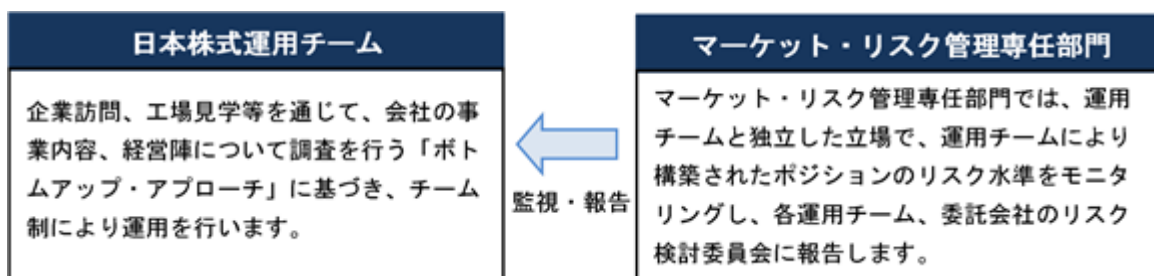 日本株式運用チーム
企業訪問、工場見学等を通じて、会社の事
業内容、経営陣について調査を行う「ボト
ムアップ・アプローチ」に基づき、チーム
制により運用を行います。
監視・報告
マーケット・リスク管理専任部門
マーケット・リスク管理専任部門では、運用
チームと独立した立場で、運用チームにより
構築されたポジションのリスク水準をモニタ
リングし、各運用チーム、委託会社のリスク
検討委員会に報告します。